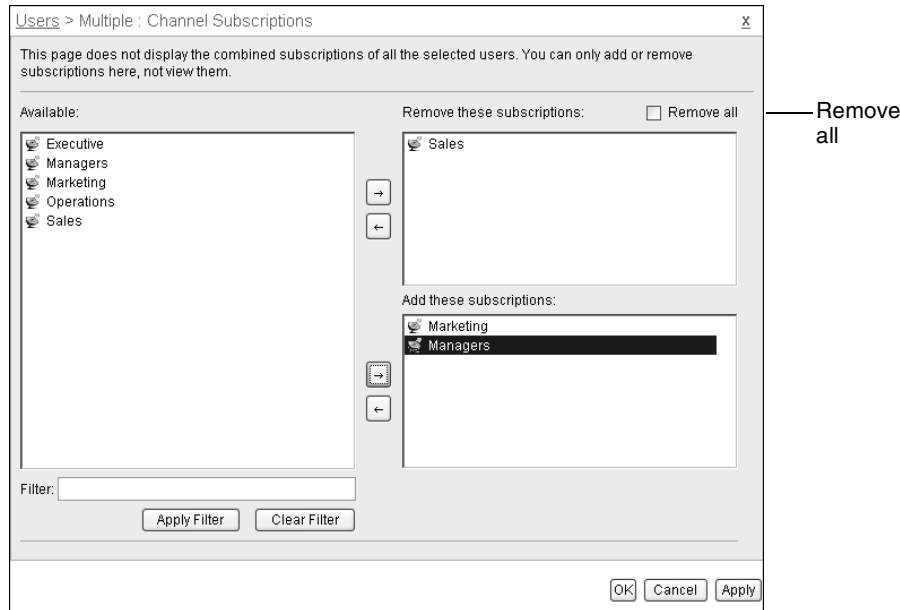 Users > Multiple : Channel Subscriptions x
This page does not display the combined subscriptions of all the selected users. You can only add or remove
subscriptions here, not view them.
Available:
Executive
Managers
Marketing
Operations
Sales
Filter:
Apply Filter Clear Filter
Remove these subscriptions: Remove all
Sales
→
←
Add these subscriptions:
Marketing
Managers
→
←
OK Cancel Apply
Remove
all